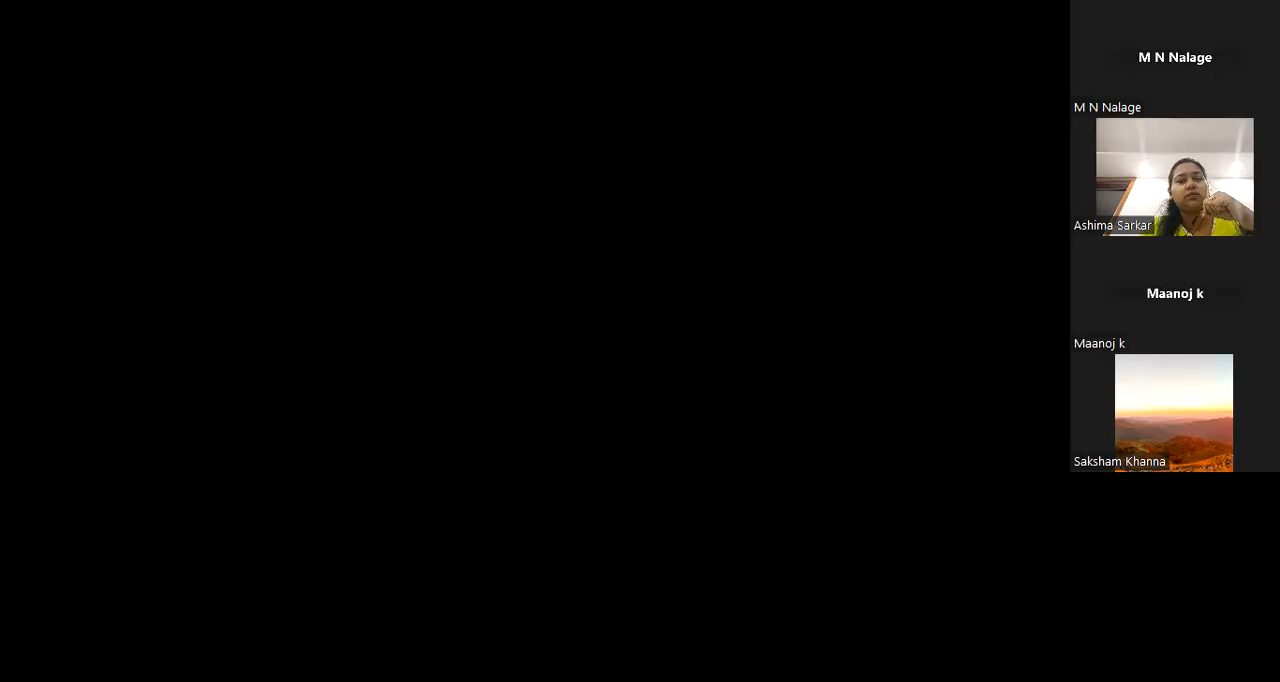 M N Nalage
M N Nalage
Ashima Sarkar
Maanoj k
Maanoj k
Saksham Khanna